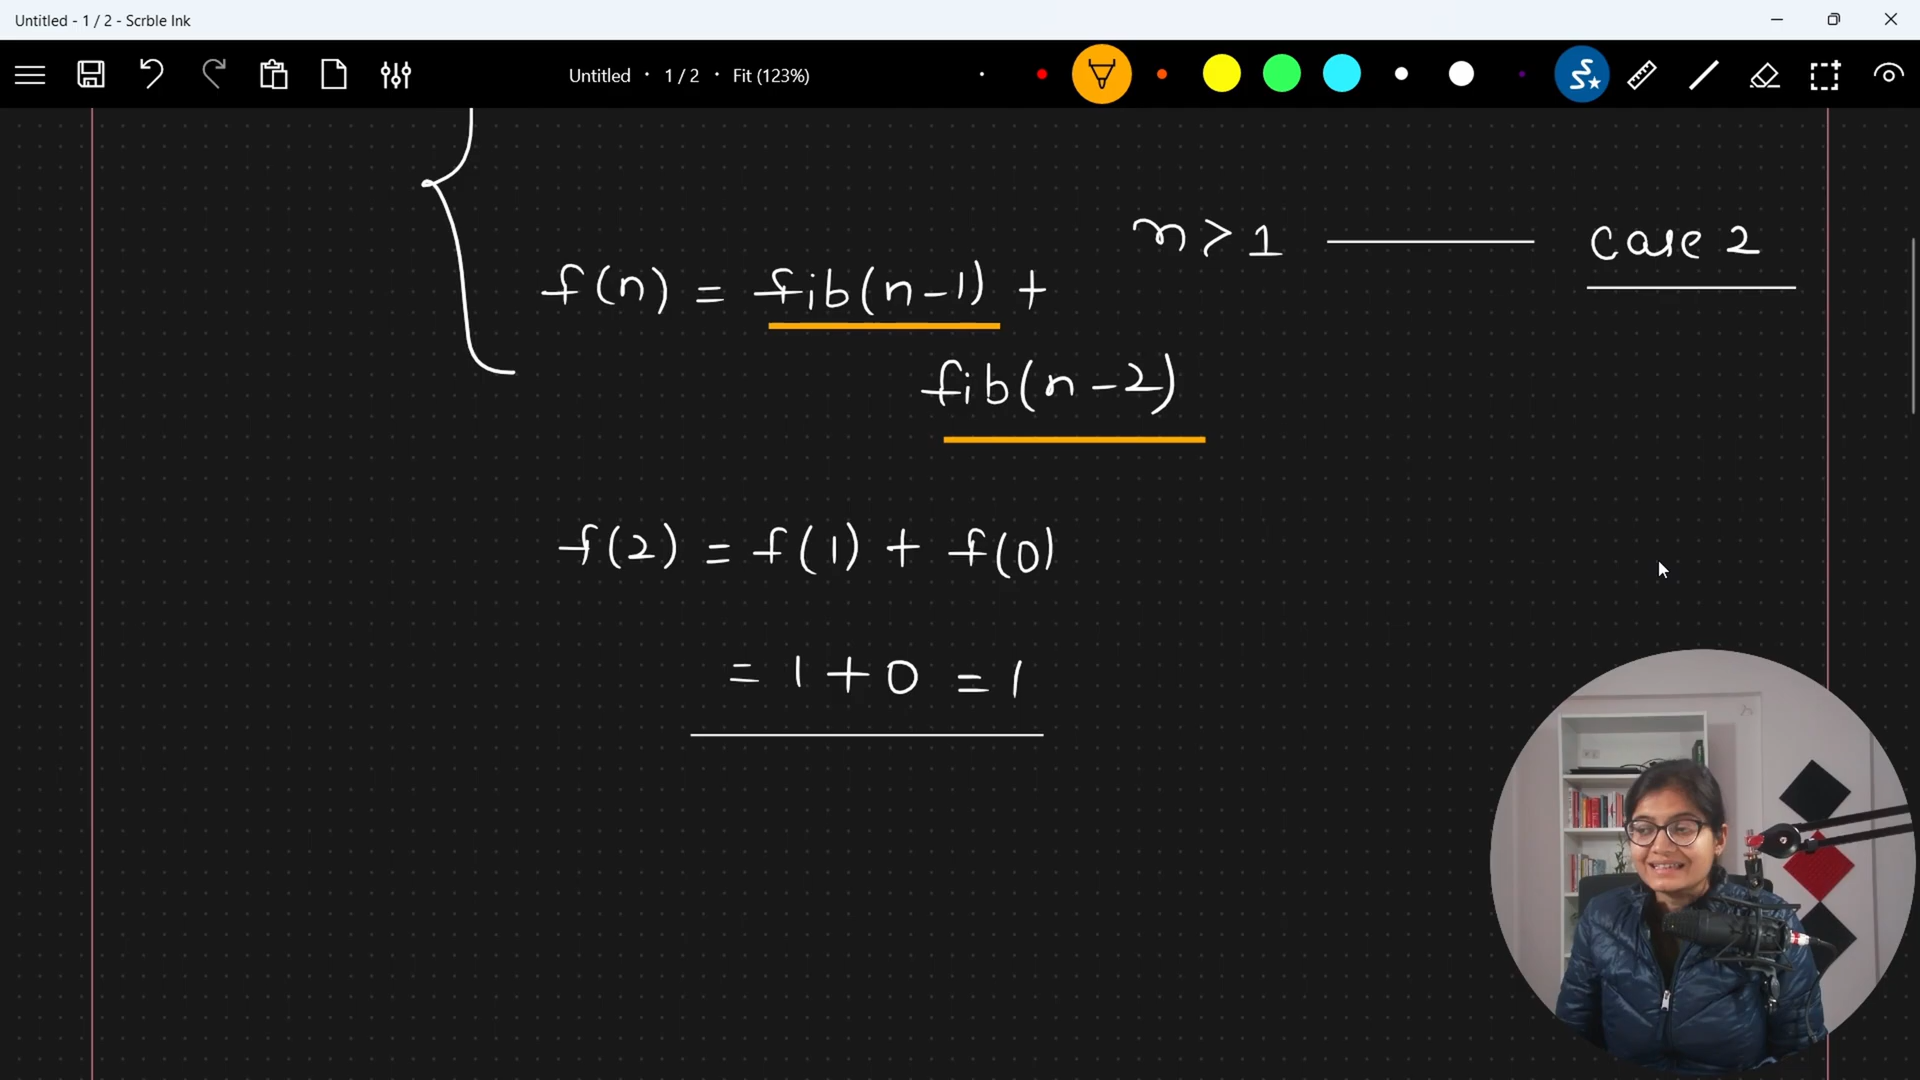 Untitled - 1 / 2 - Scrble Ink
Untitled • 1 / 2 • Fit (123%)
n > 1 Case 2
f(n) = fib(n-1) +
fib(n-2)
f(2) = f(1) + f(0)
= 1 + 0 = 1